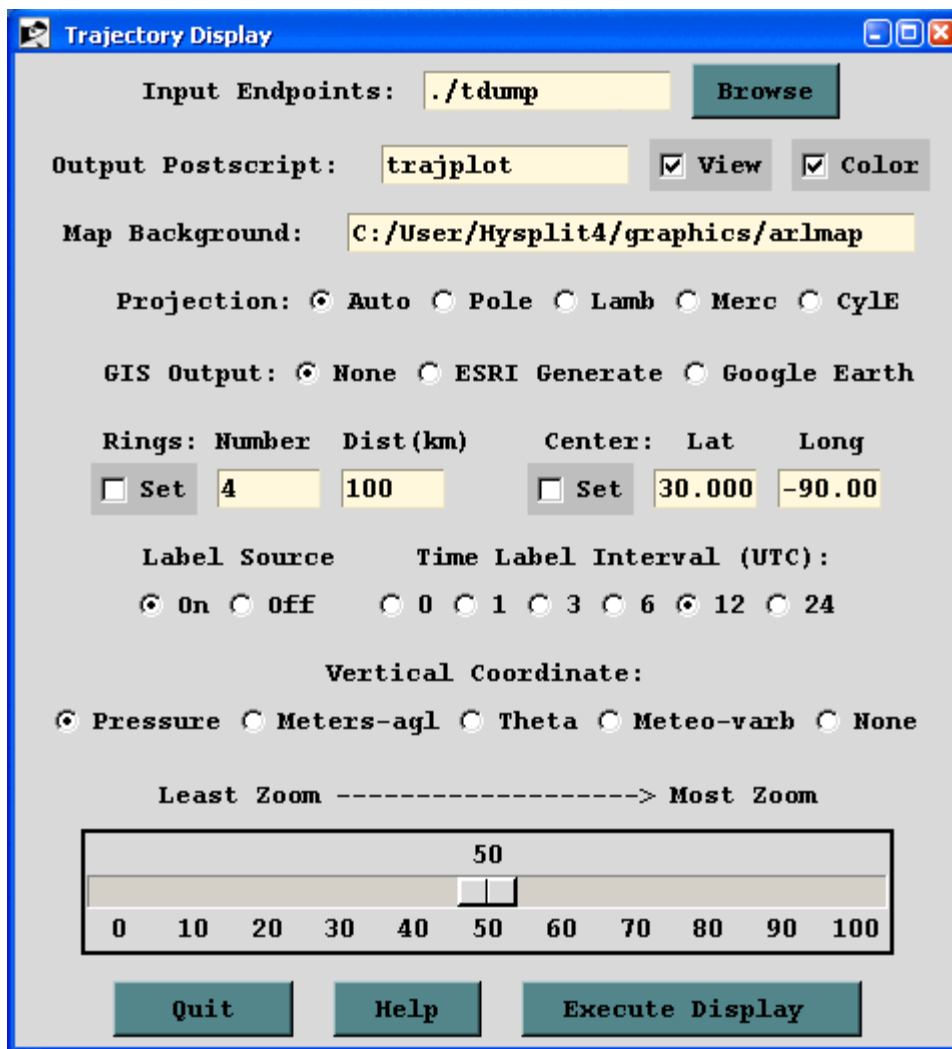 Trajectory Display
Input Endpoints: ./tdump Browse
Output Postscript: trajplot View Color
Map Background: C:/User/Hysplit4/graphics/arlmap
Projection: Auto Pole Lamb Merc CylE
GIS Output: None ESRI Generate Google Earth
Rings: Number Dist(km) Center: Lat Long
Set 4 100 Set 30.000 -90.00
Label Source Time Label Interval (UTC):
On Off 0 1 3 6 12 24
Vertical Coordinate:
Pressure Meters-agl Theta Meteo-varb None
Least Zoom -------------------> Most Zoom
50
0 10 20 30 40 50 60 70 80 90 100
Quit Help Execute Display